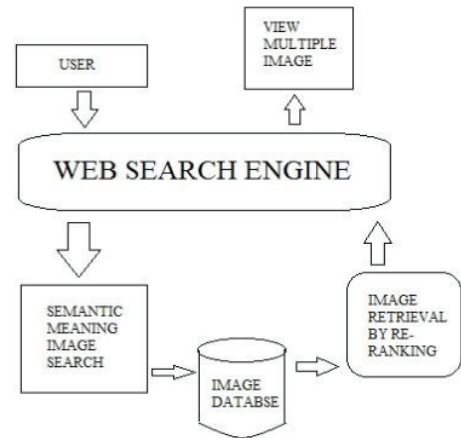 USER
VIEW
MULTIPLE
IMAGE
WEB SEARCH ENGINE
SEMANTIC
MEANING
IMAGE
SEARCH
IMAGE
DATABSE
IMAGE
RETRIEVAL
BY RE-
RANKING